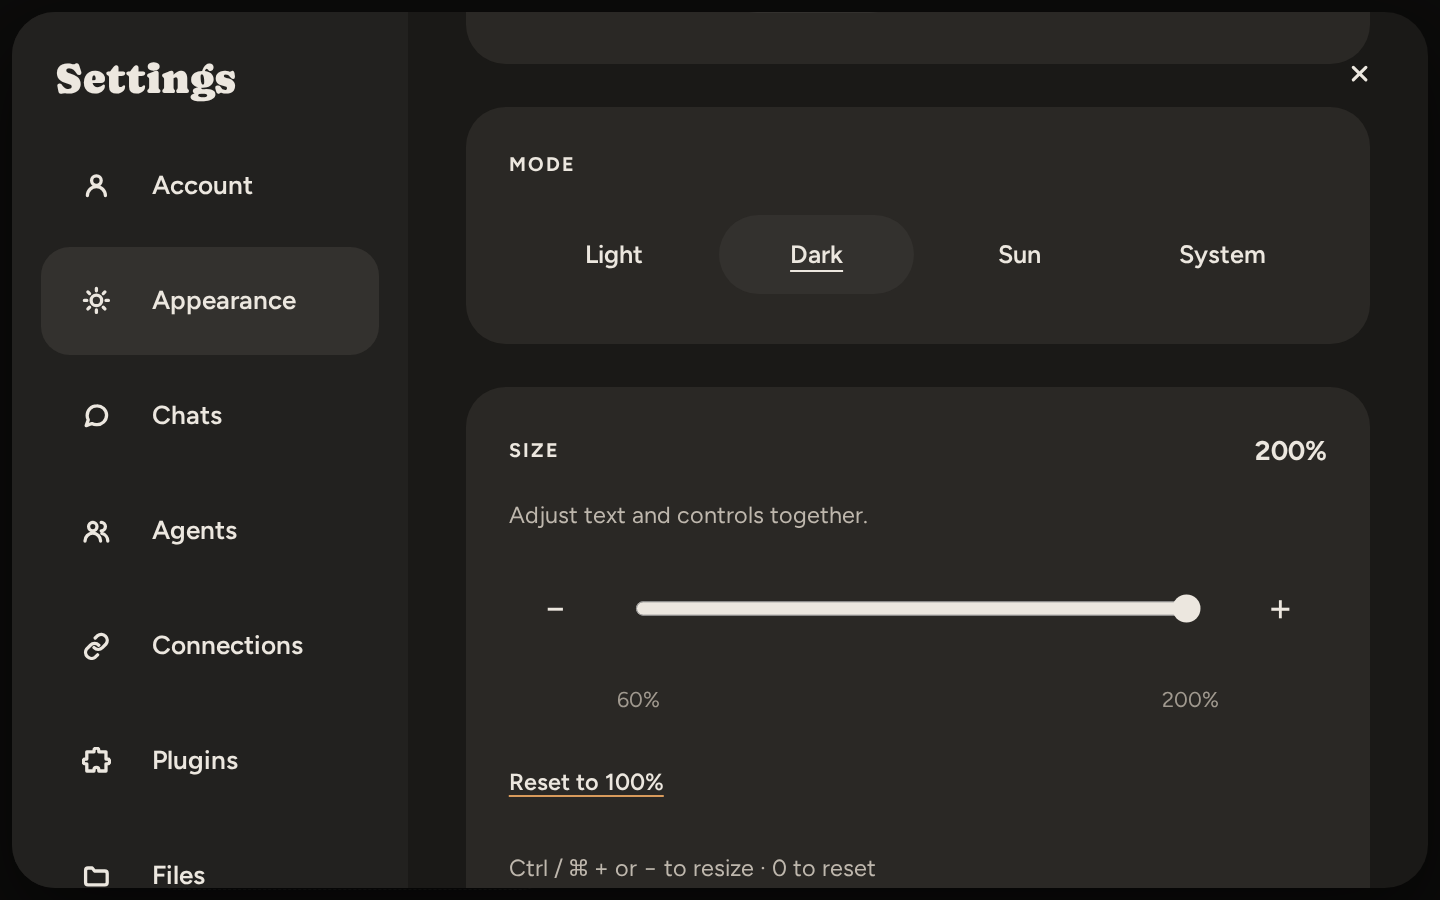 Settings
Account
Appearance
Chats
Agents
Connections
Plugins
Files
MODE
Light
Dark
Sun
System
SIZE
200%
Adjust text and controls together.
− +
60%
200%
Reset to 100%
Ctrl / ⌘ + or − to resize · 0 to reset